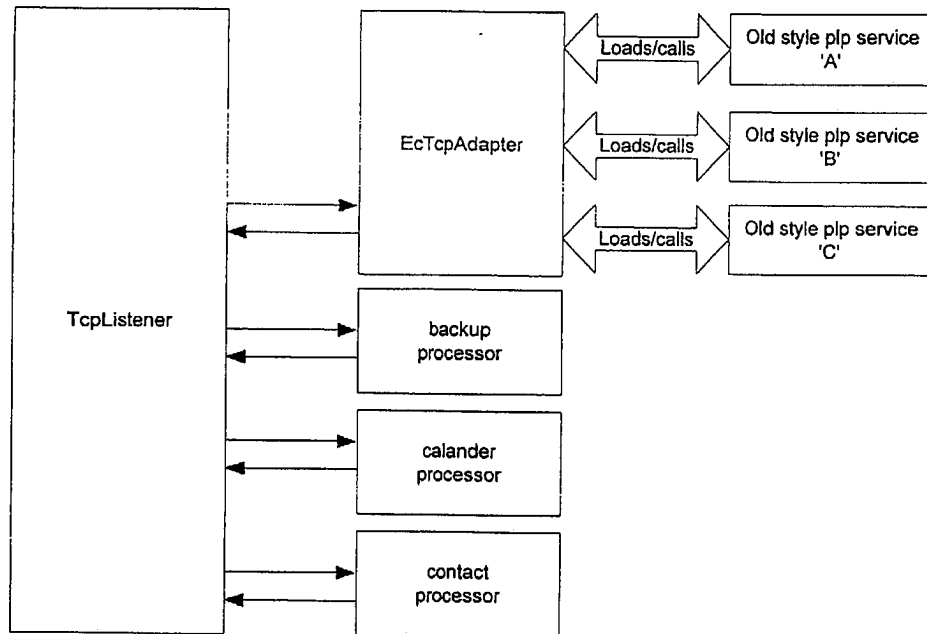 Loads/calls
Old style plp service
'A'
EcTcpAdapter
Loads/calls
Old style plp service
'B'
Loads/calls
Old style plp service
'C'
TcpListener
backup
processor
calander
processor
contact
processor